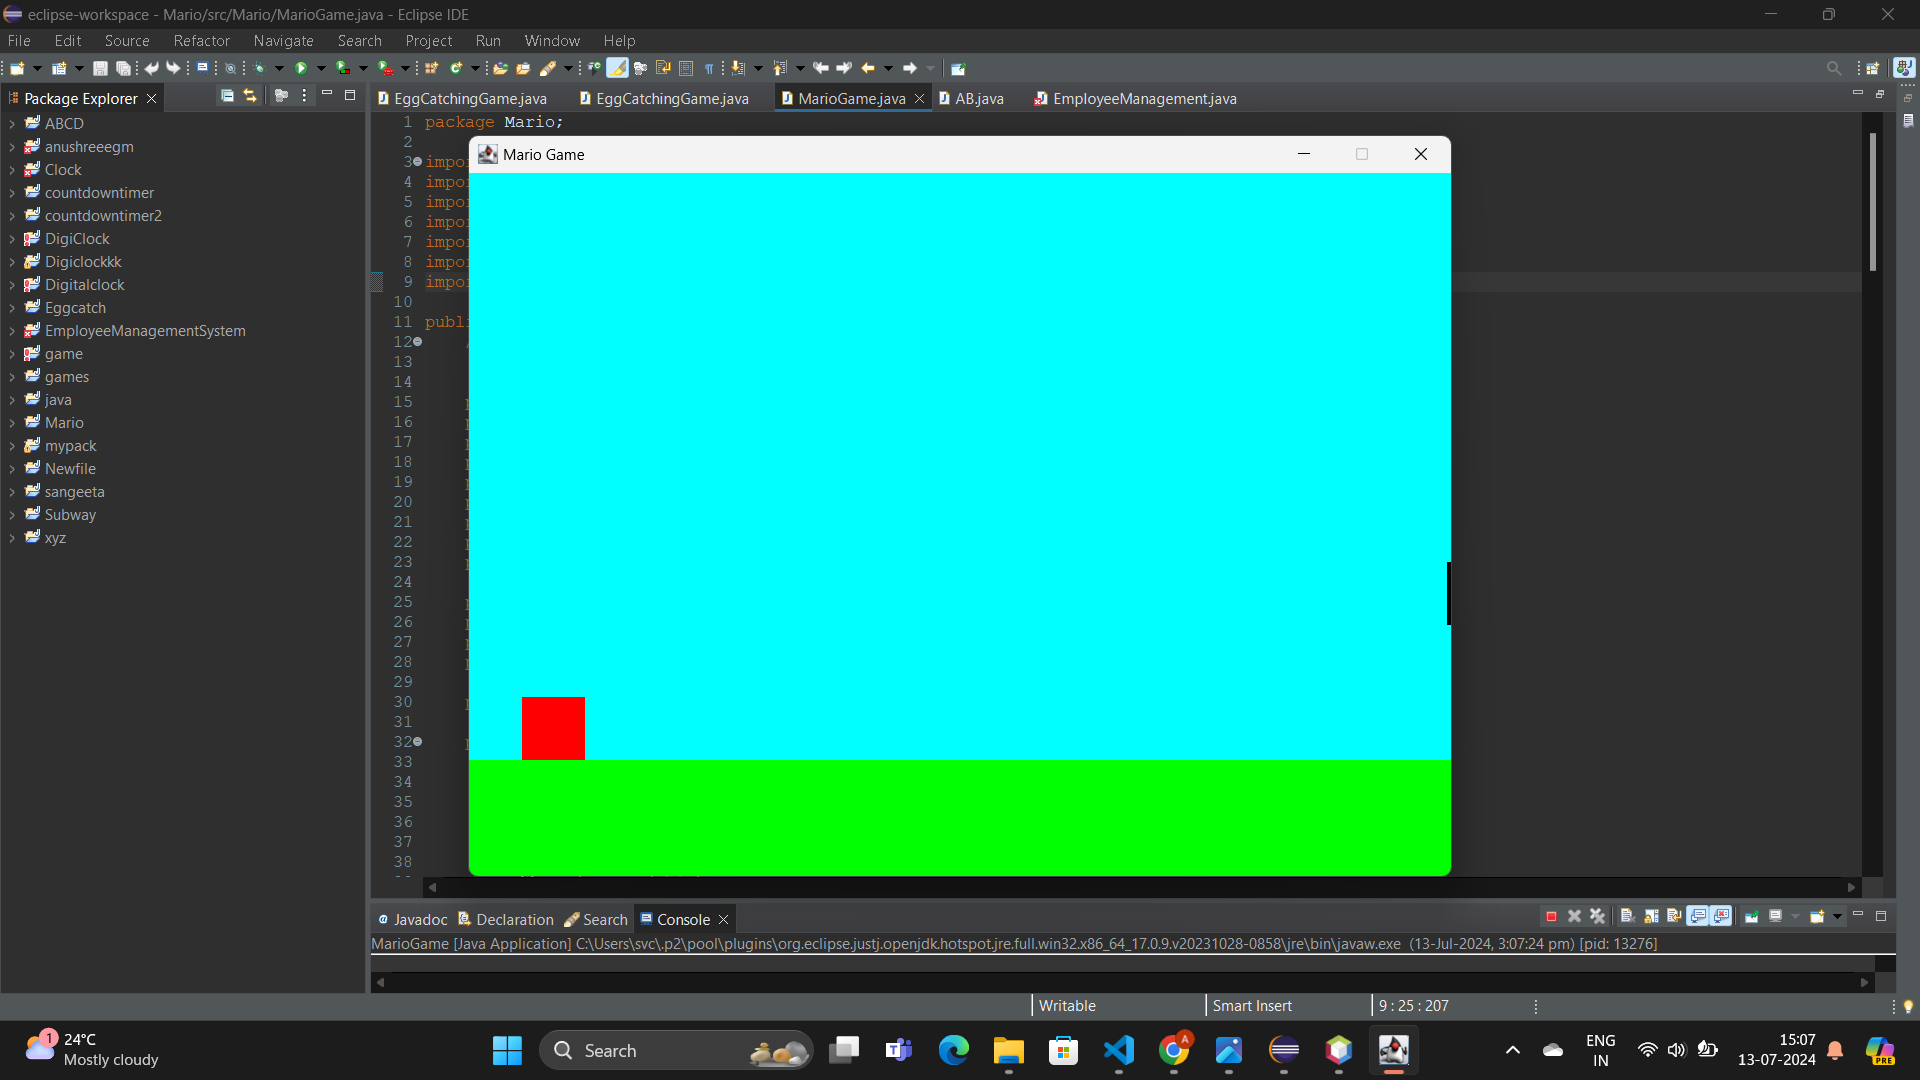 eclipse-workspace - Mario/src/Mario/MarioGame.java - Eclipse IDE
File Edit Source Refactor Navigate Search Project Run Window Help
Package Explorer
EggCatchingGame.java EggCatchingGame.java MarioGame.java AB.java EmployeeManagement.java
ABCD
anushreeegm
Clock
countdowntimer
countdowntimer2
DigiClock
Digiclockkk
Digitalclock
Eggcatch
EmployeeManagementSystem
game
games
java
Mario
mypack
Newfile
sangeeta
Subway
xyz
1 package Mario;
2
Mario Game
3 impo
4 impo
5 impo
6 impo
7 impo
8 impo
9 impo
10
11 publi
12
13
14
15
16
17
18
19
20
21
22
23
24
25
26
27
28
29
30
31
32
33
34
35
36
37
38
Javadoc Declaration Search Console
MarioGame [Java Application] C:\Users\svc\.p2\pool\plugins\org.eclipse.justj.openjdk.hotspot.jre.full.win32.x86_64_17.0.9.v20231028-0858\jre\bin\javaw.exe (13-Jul-2024, 3:07:24 pm) [pid: 13276]
Writable Smart Insert 9 : 25 : 207
1
24°C
Mostly cloudy
Search
A
ENG
IN
15:07
13-07-2024
PRE